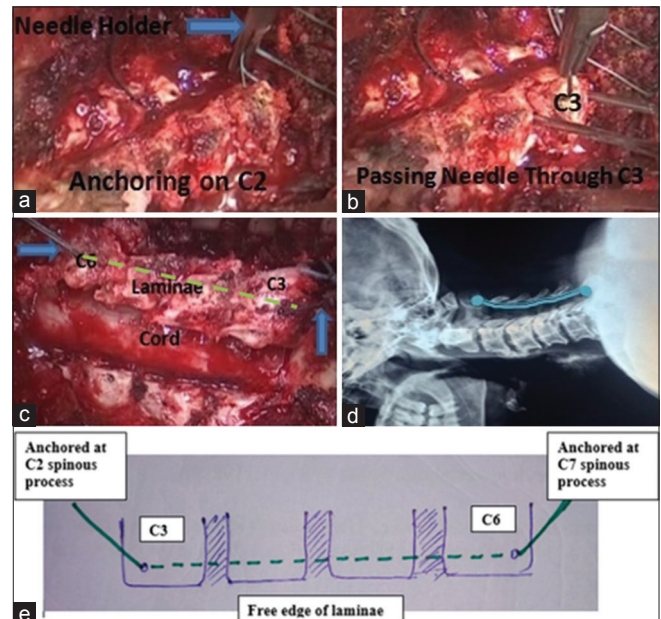 Needle Holder
Anchoring on C2
a
C3
Passing Needle Through C3
b
C6
C3
Laminae
Cord
c
d
Anchored at
C2 spinous
process
Anchored at
C7 spinous
process
C3
C6
Free edge of laminae
e